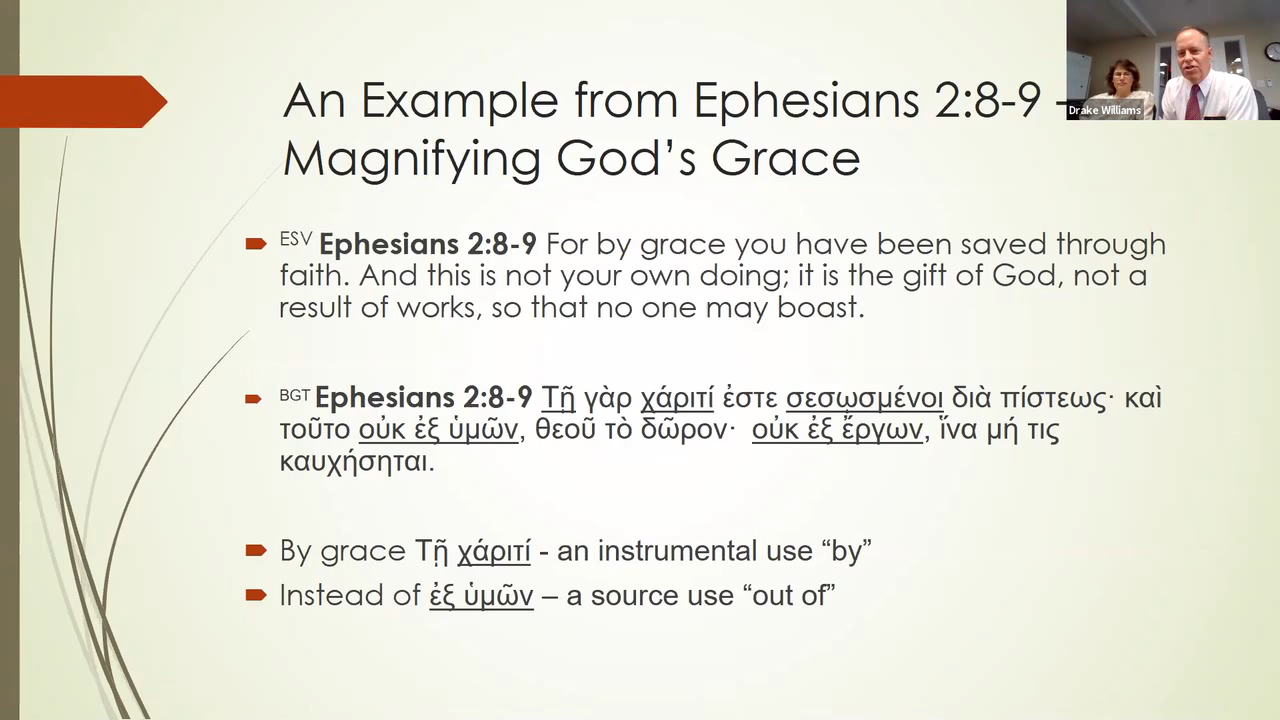 An Example from Ephesians 2:8-9 –
Magnifying God’s Grace
Drake Williams
ESV Ephesians 2:8-9 For by grace you have been saved through
faith. And this is not your own doing; it is the gift of God, not a
result of works, so that no one may boast.
BGT Ephesians 2:8-9 Τῇ γὰρ χάριτί ἐστε σεσῳσμένοι διὰ πίστεως· καὶ
τοῦτο οὐκ ἐξ ὑμῶν, θεοῦ τὸ δῶρον· οὐκ ἐξ ἔργων, ἵνα μή τις
καυχήσηται.
By grace Τῇ χάριτί - an instrumental use “by”
Instead of ἐξ ὑμῶν – a source use “out of”